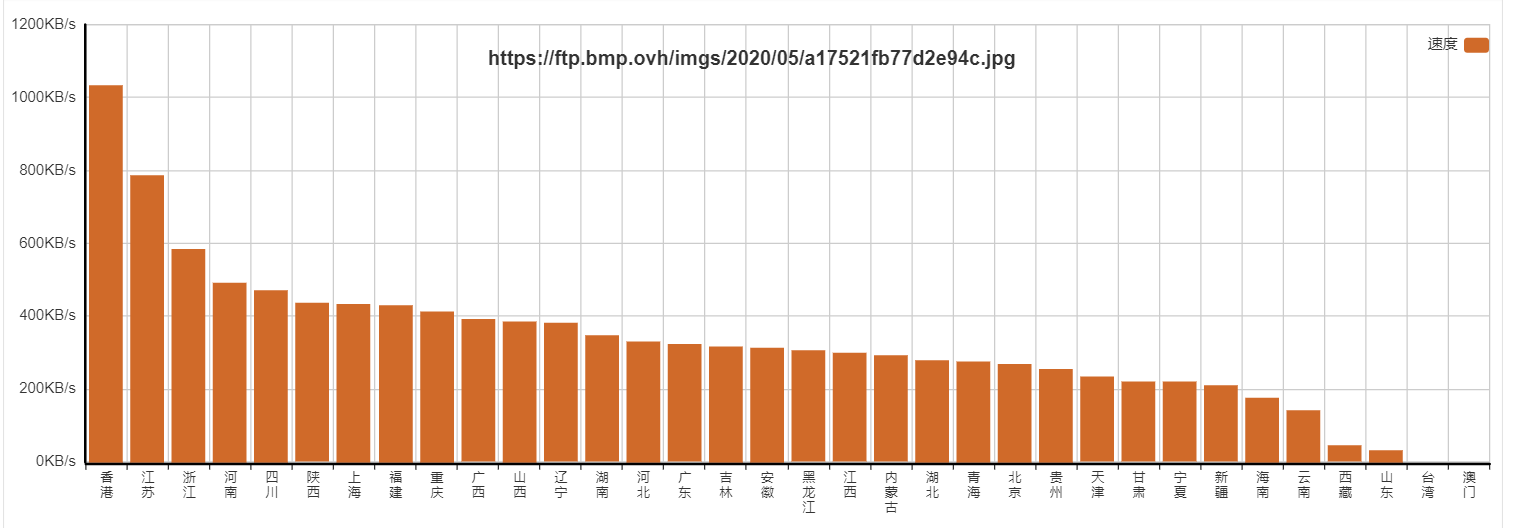 https://ftp.bmp.ovh/imgs/2020/05/a17521fb77d2e94c.jpg
速度
1200KB/s
1000KB/s
800KB/s
600KB/s
400KB/s
200KB/s
0KB/s
香港
江苏
浙江
河南
四川
陕西
上海
福建
重庆
广西
山西
辽宁
湖南
河北
广东
吉林
安徽
黑龙江
江西
内蒙古
湖北
青海
北京
贵州
天津
甘肃
宁夏
新疆
海南
云南
西藏
山东
台湾
澳门